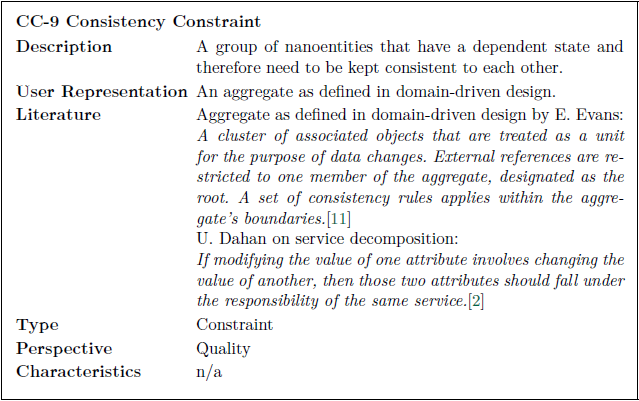 CC-9 Consistency Constraint
Description A group of nanoentities that have a dependent state and
therefore need to be kept consistent to each other.
User Representation An aggregate as defined in domain-driven design.
Literature Aggregate as defined in domain-driven design by E. Evans:
A cluster of associated objects that are treated as a unit
for the purpose of data changes. External references are re-
stricted to one member of the aggregate, designated as the
root. A set of consistency rules applies within the aggre-
gate's boundaries.[11]
U. Dahan on service decomposition:
If modifying the value of one attribute involves changing the
value of another, then those two attributes should fall under
the responsibility of the same service.[2]
Type Constraint
Perspective Quality
Characteristics n/a